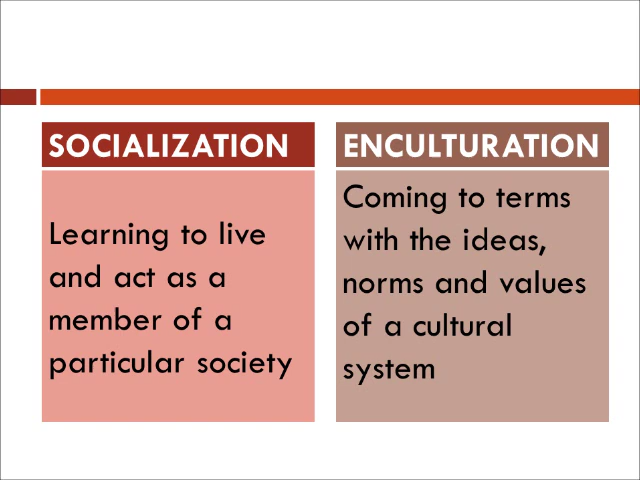 SOCIALIZATION
Learning to live
and act as a
member of a
particular society
ENCULTURATION
Coming to terms
with the ideas,
norms and values
of a cultural
system